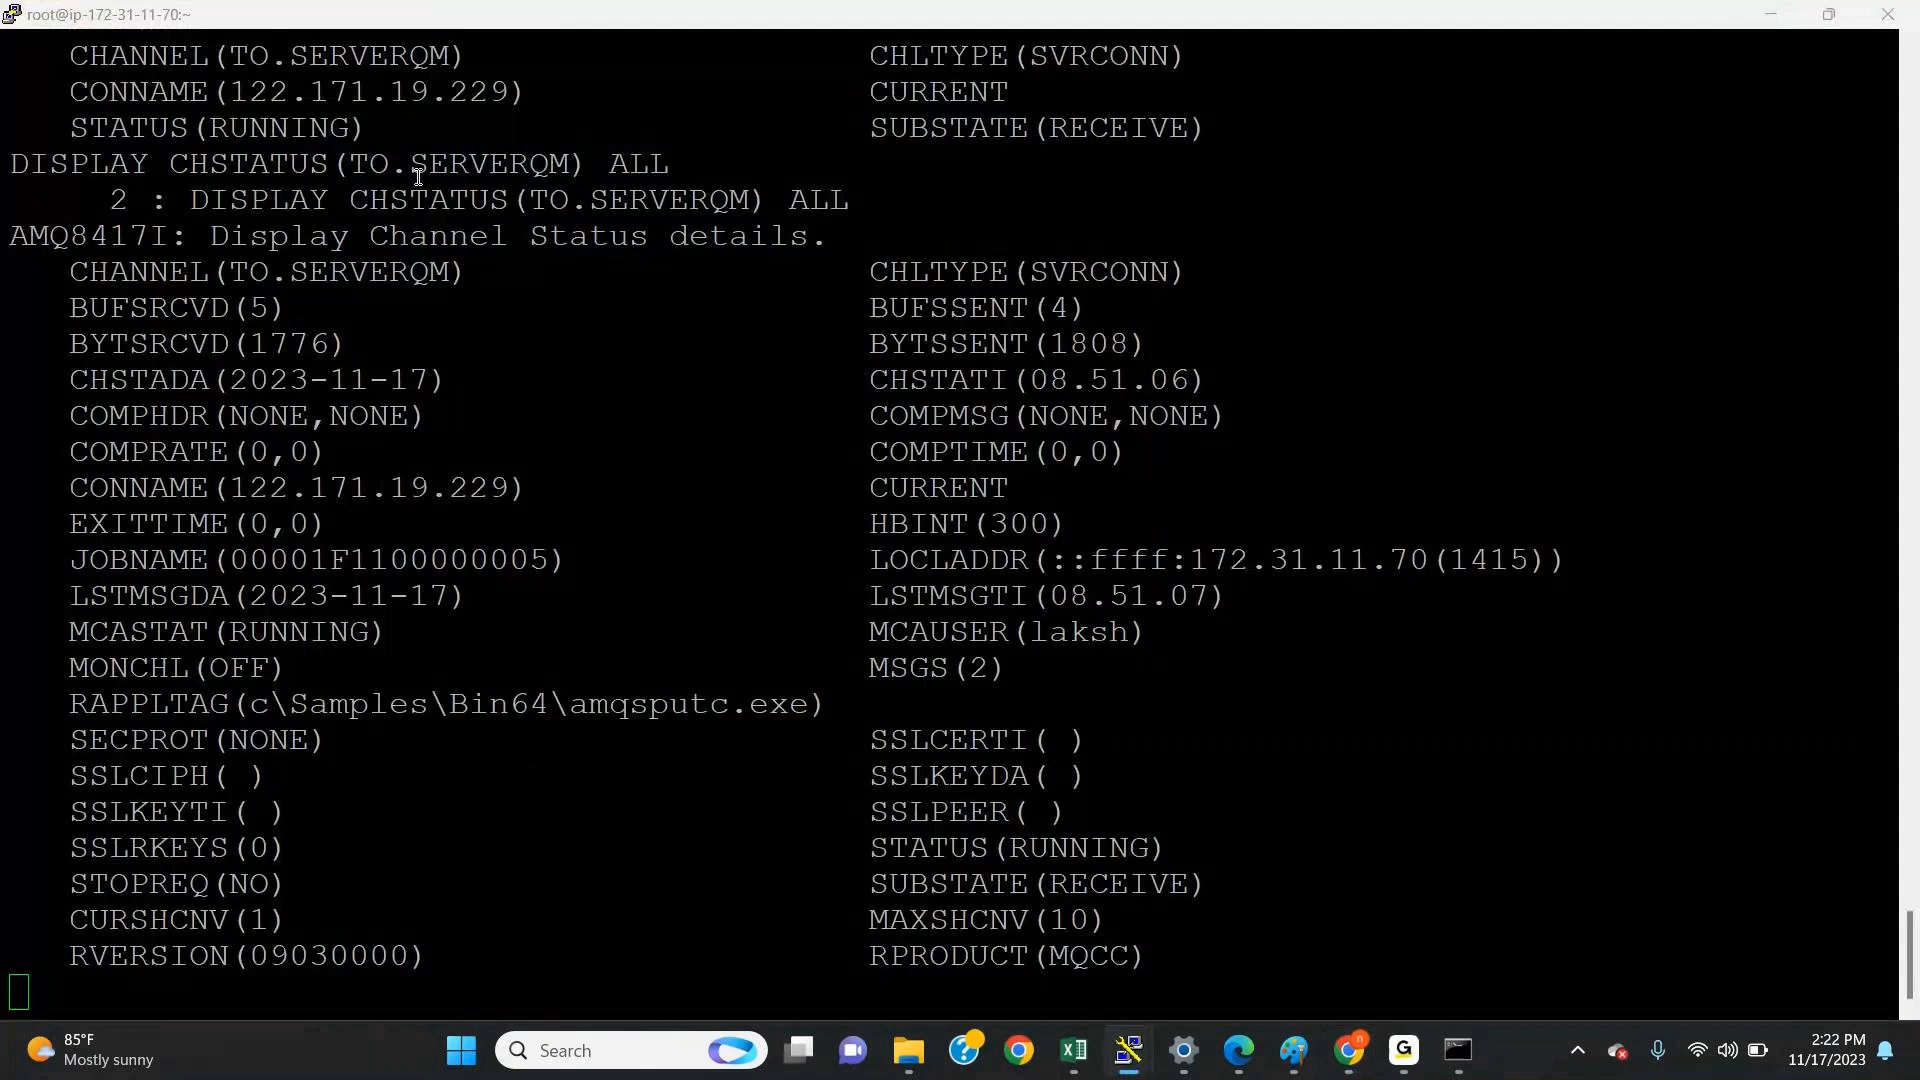 root@ip-172-31-11-70:~
CHANNEL(TO.SERVERQM) CHLTYPE(SVRCONN)
CONNAME(122.171.19.229) CURRENT
STATUS(RUNNING) SUBSTATE(RECEIVE)
DISPLAY CHSTATUS(TO.SERVERQM) ALL
2 : DISPLAY CHSTATUS(TO.SERVERQM) ALL
AMQ8417I: Display Channel Status details.
CHANNEL(TO.SERVERQM) CHLTYPE(SVRCONN)
BUFSRCVD(5) BUFSSENT(4)
BYTSRCVD(1776) BYTSSENT(1808)
CHSTADA(2023-11-17) CHSTATI(08.51.06)
COMPHDR(NONE,NONE) COMPMSG(NONE,NONE)
COMPRATE(0,0) COMPTIME(0,0)
CONNAME(122.171.19.229) CURRENT
EXITTIME(0,0) HBINT(300)
JOBNAME(00001F1100000005) LOCLADDR(::ffff:172.31.11.70(1415))
LSTMSGDA(2023-11-17) LSTMSGTI(08.51.07)
MCASTAT(RUNNING) MCAUSER(laksh)
MONCHL(OFF) MSGS(2)
RAPPLTAG(c\Samples\Bin64\amqsputc.exe)
SECPROT(NONE) SSLCERTI( )
SSLCIPH( ) SSLKEYDA( )
SSLKEYTI( ) SSLPEER( )
SSLRKEYS(0) STATUS(RUNNING)
STOPREQ(NO) SUBSTATE(RECEIVE)
CURSHCNV(1) MAXSHCNV(10)
RVERSION(09030000) RPRODUCT(MQCC)
85°F
Mostly sunny
Search
2:22 PM
11/17/2023